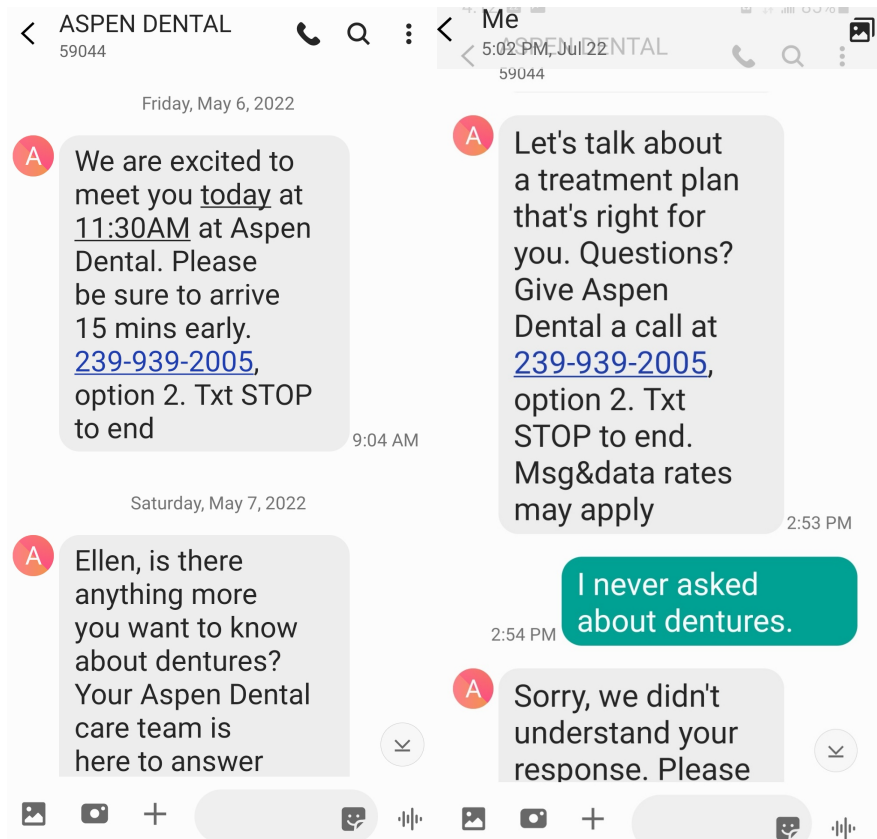 ASPEN DENTAL
59044
Friday, May 6, 2022
A
We are excited to
meet you today at
11:30AM at Aspen
Dental. Please
be sure to arrive
15 mins early.
239-939-2005,
option 2. Txt STOP
to end
9:04 AM
Saturday, May 7, 2022
A
Ellen, is there
anything more
you want to know
about dentures?
Your Aspen Dental
care team is
here to answer
Me
5:02 PM, Jul 22
ASPEN DENTAL
59044
A
Let's talk about
a treatment plan
that's right for
you. Questions?
Give Aspen
Dental a call at
239-939-2005,
option 2. Txt
STOP to end.
Msg&data rates
may apply
2:53 PM
I never asked
about dentures.
2:54 PM
A
Sorry, we didn't
understand your
response. Please